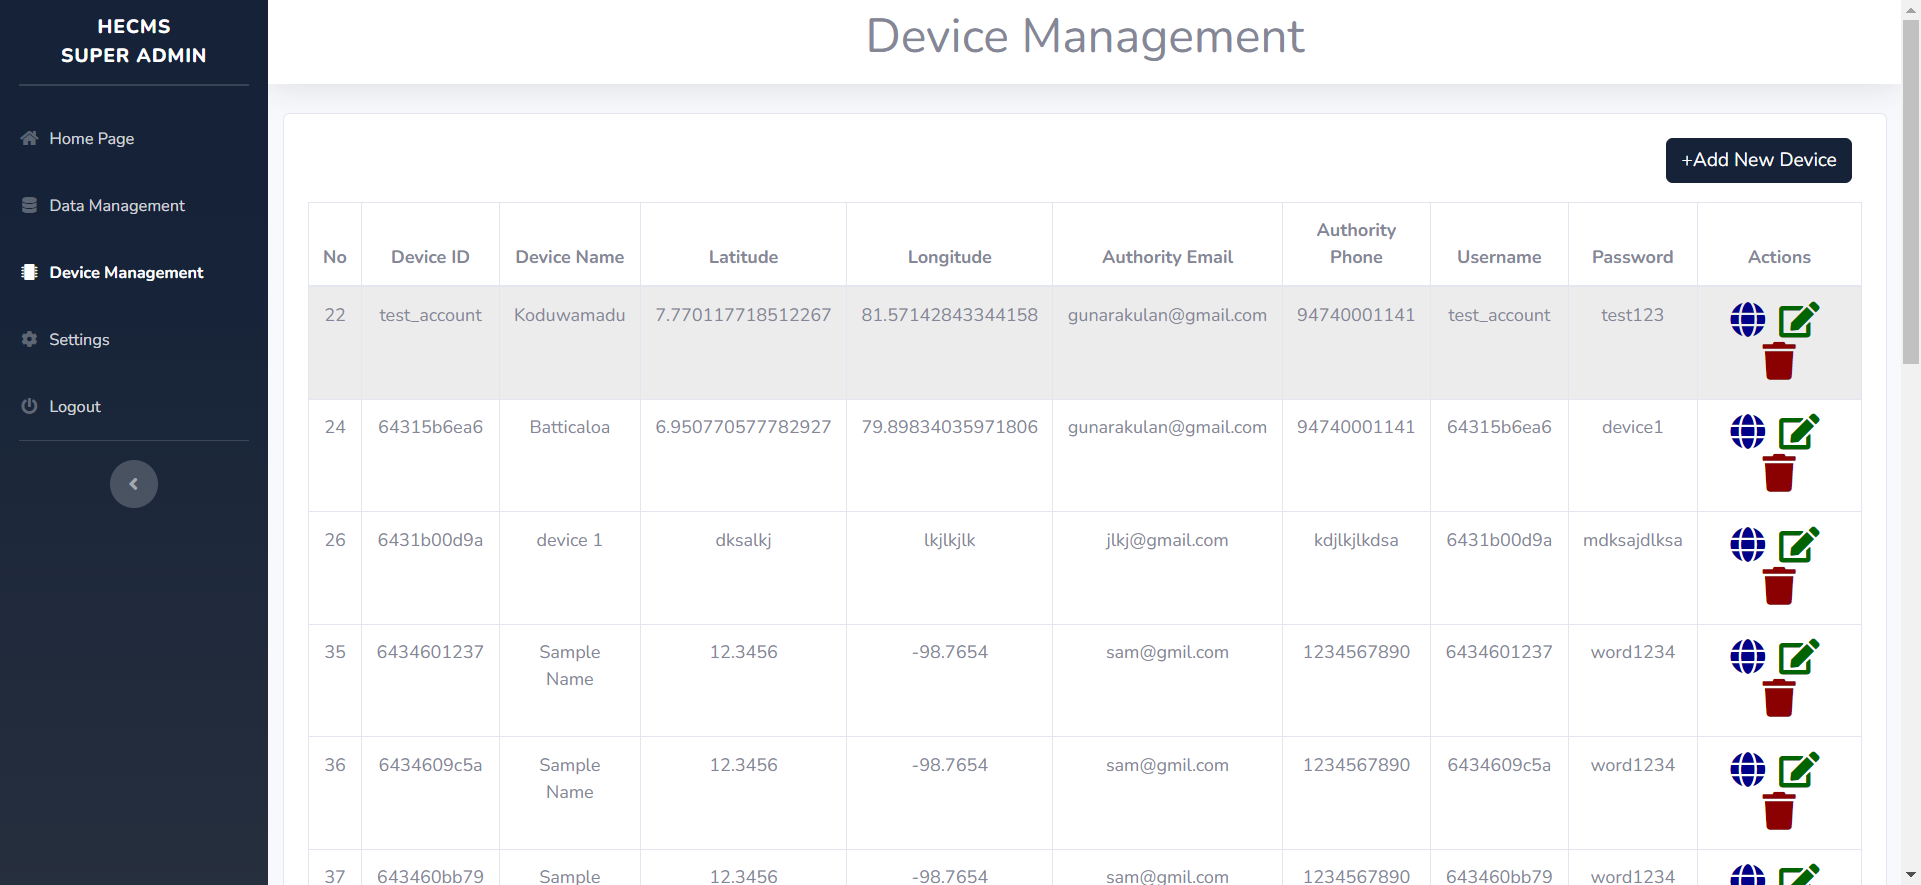 HECMS
SUPER ADMIN
Home Page
Data Management
Device Management
Settings
Logout
Device Management
+Add New Device
No Device ID Device Name Latitude Longitude Authority Email Authority Phone Username Password Actions
22 test_account Koduwamadu 7.770117718512267 81.57142843344158 gunarakulan@gmail.com 94740001141 test_account test123
24 64315b6ea6 Batticaloa 6.950770577782927 79.89834035971806 gunarakulan@gmail.com 94740001141 64315b6ea6 device1
26 6431b00d9a device 1 dksalkj lkjlkjlk jlkj@gmail.com kdjlkjlkdsa 6431b00d9a mdksajdlksa
35 6434601237 Sample Name 12.3456 -98.7654 sam@gmil.com 1234567890 6434601237 word1234
36 6434609c5a Sample Name 12.3456 -98.7654 sam@gmil.com 1234567890 6434609c5a word1234
37 643460bb79 Sample 12.3456 -98.7654 sam@gmil.com 1234567890 643460bb79 word1234